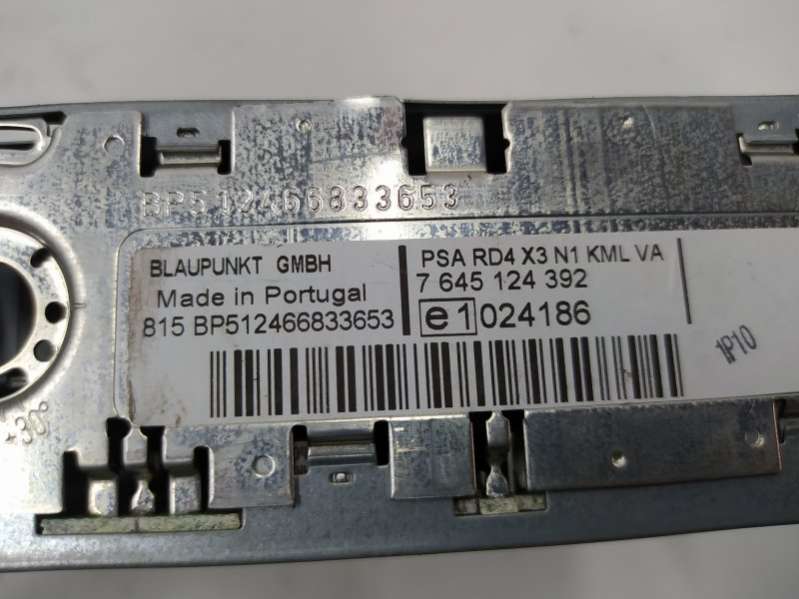 BP512466833653
BLAUPUNKT GMBH
Made in Portugal
815 BP512466833653
PSA RD4 X3 N1 KML VA
7 645 124 392
e1 024186
1P10
30°